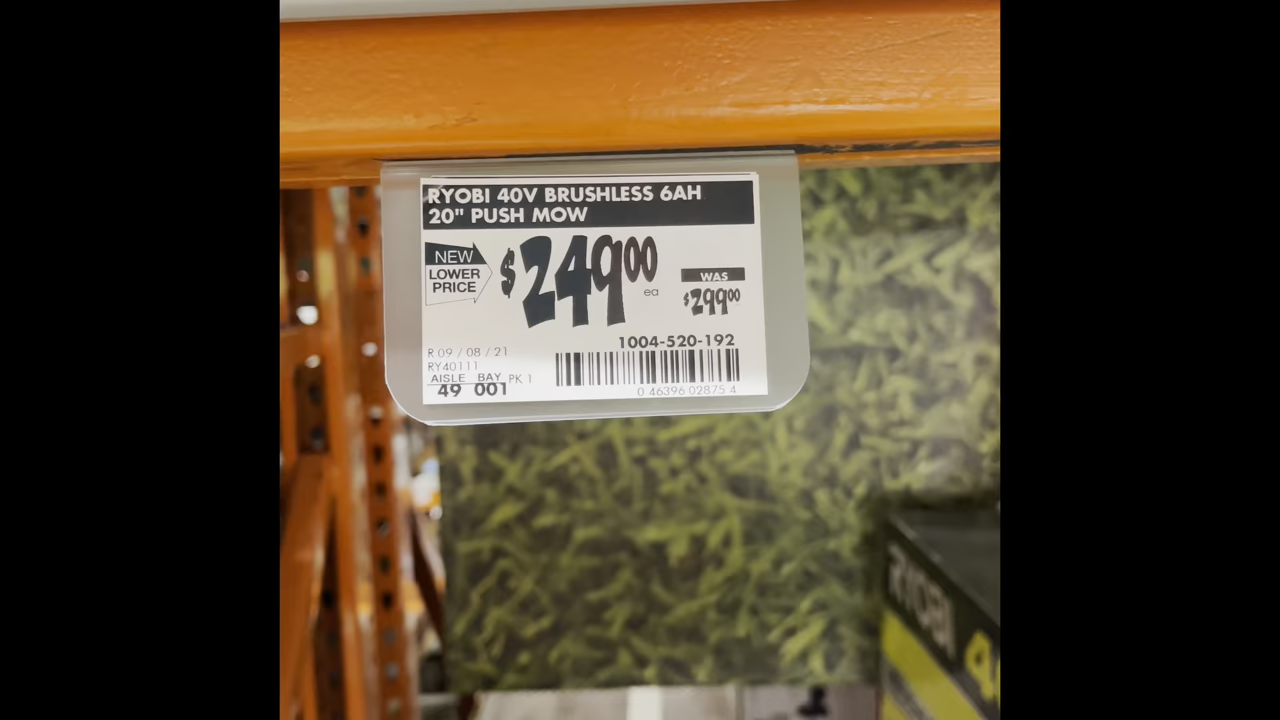 RYOBI 40V BRUSHLESS 6AH
20" PUSH MOW
NEW
LOWER
PRICE
$249.00
ea
WAS
$299.00
1004-520-192
R 09 / 08 / 21
RY40111
AISLE BAY PK 1
49 001
0 46396 02875 4
RYOBI